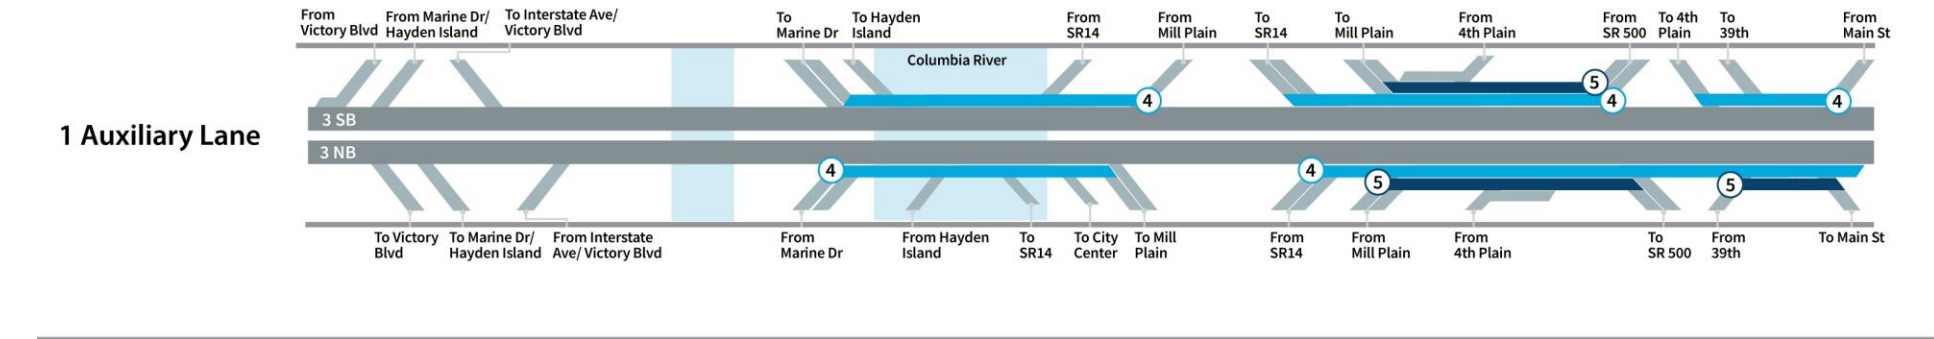 From
Victory Blvd
From Marine Dr/
Hayden Island
To Interstate Ave/
Victory Blvd
To
Marine Dr
To Hayden
Island
From
SR14
From
Mill Plain
To
SR14
To
Mill Plain
From
4th Plain
From
SR 500
To 4th
Plain
To
39th
From
Main St
Columbia River
5
4
4
4
1 Auxiliary Lane
3 SB
3 NB
4
4
5
5
To Victory
Blvd
To Marine Dr/
Hayden Island
From Interstate
Ave/ Victory Blvd
From
Marine Dr
From Hayden
Island
To
SR14
To City
Center
To Mill
Plain
From
SR14
From
Mill Plain
From
4th Plain
To
SR 500
From
39th
To Main St